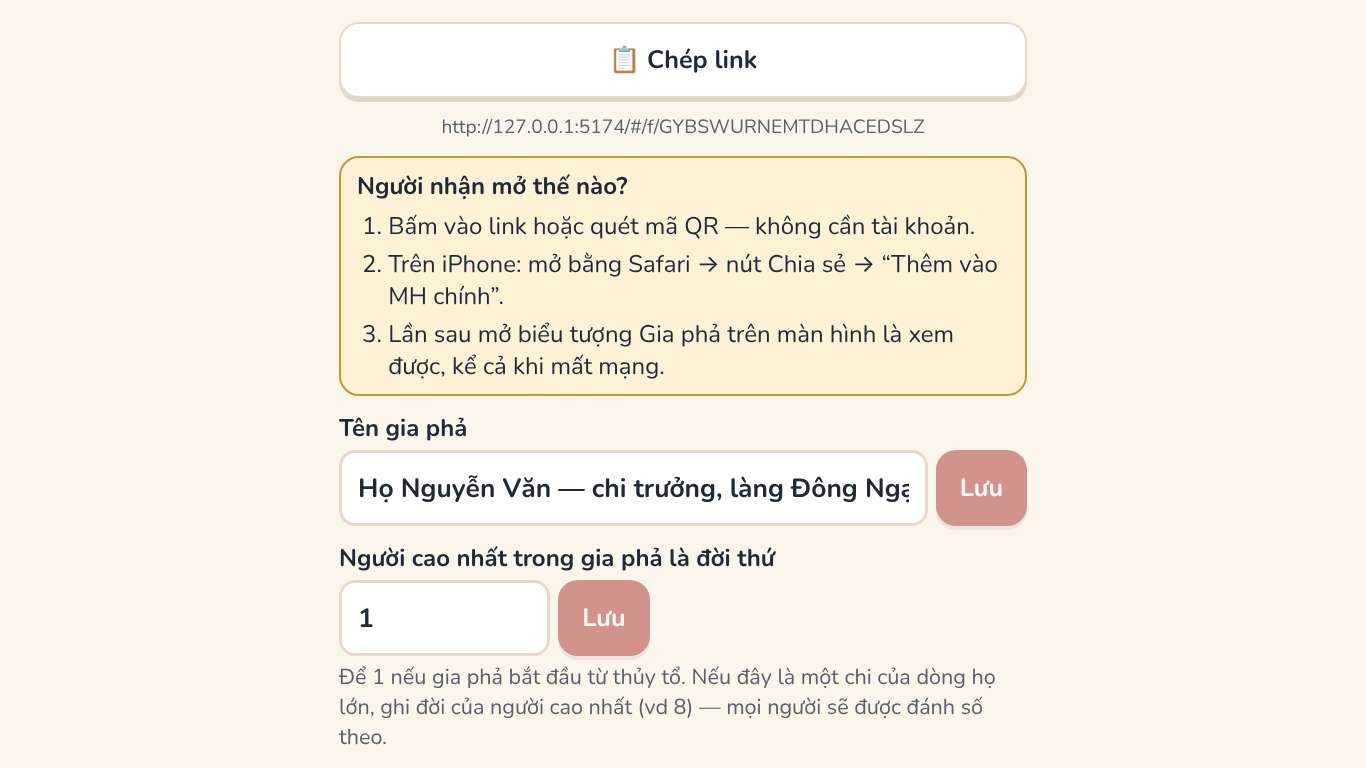 📋 Chép link
http://127.0.0.1:5174/#/f/GYBSWURNEMTDHACEDSLZ
Người nhận mở thế nào?
1. Bấm vào link hoặc quét mã QR — không cần tài khoản.
2. Trên iPhone: mở bằng Safari → nút Chia sẻ → “Thêm vào
MH chính”.
3. Lần sau mở biểu tượng Gia phả trên màn hình là xem
được, kể cả khi mất mạng.
Tên gia phả
Họ Nguyễn Văn — chi trưởng, làng Đông
Lưu
Người cao nhất trong gia phả là đời thứ
1
Lưu
Để 1 nếu gia phả bắt đầu từ thủy tổ. Nếu đây là một chi của dòng họ
lớn, ghi đời của người cao nhất (vd 8) — mọi người sẽ được đánh số
theo.